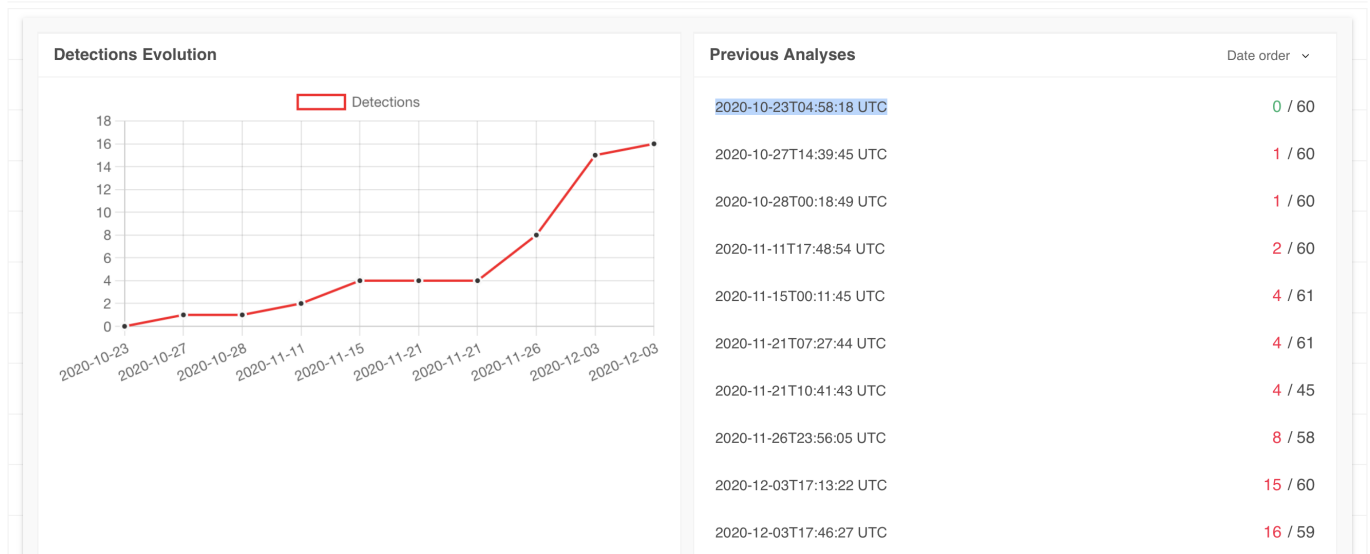 Detections Evolution
Detections
18
16
14
12
10
8
6
4
2
0
2020-10-23
2020-10-27
2020-10-28
2020-11-11
2020-11-15
2020-11-21
2020-11-21
2020-11-26
2020-12-03
2020-12-03
Previous Analyses
Date order
2020-10-23T04:58:18 UTC 0 / 60
2020-10-27T14:39:45 UTC 1 / 60
2020-10-28T00:18:49 UTC 1 / 60
2020-11-11T17:48:54 UTC 2 / 60
2020-11-15T00:11:45 UTC 4 / 61
2020-11-21T07:27:44 UTC 4 / 61
2020-11-21T10:41:43 UTC 4 / 45
2020-11-26T23:56:05 UTC 8 / 58
2020-12-03T17:13:22 UTC 15 / 60
2020-12-03T17:46:27 UTC 16 / 59